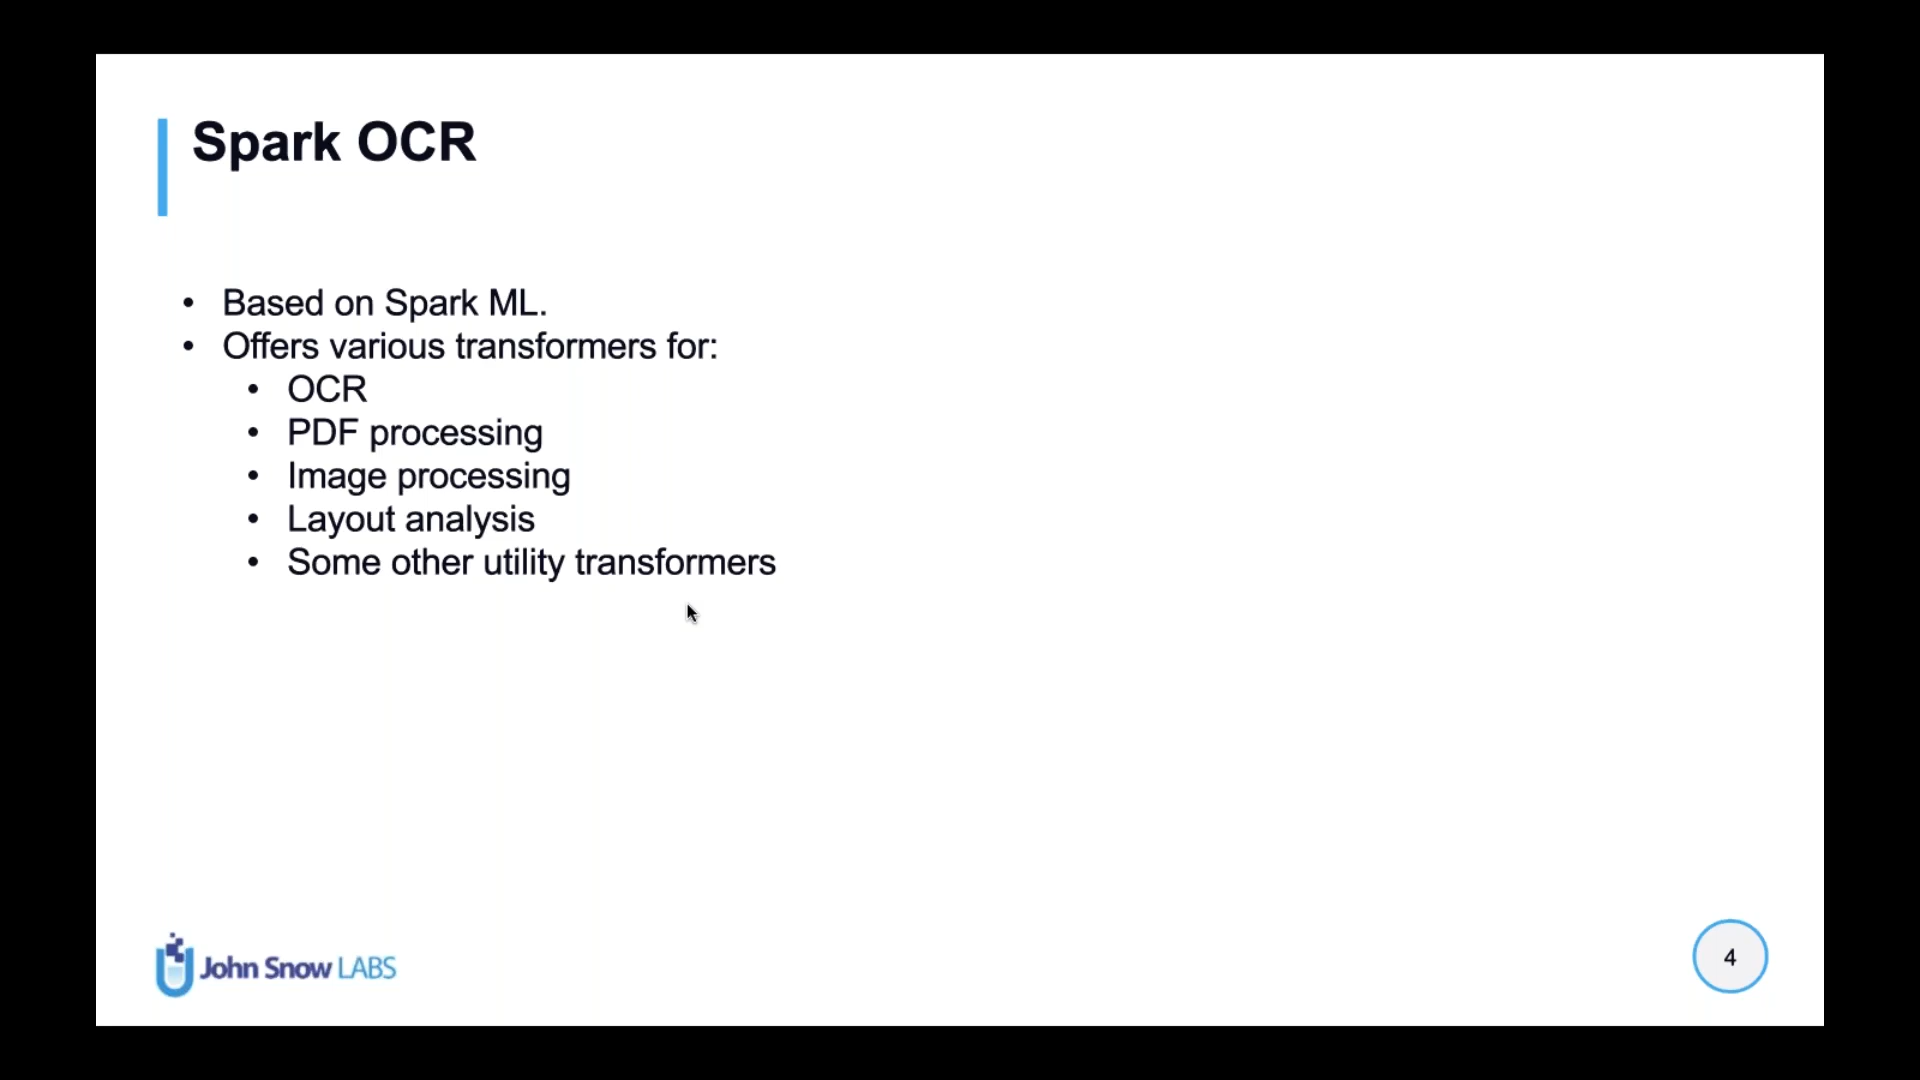 Spark OCR
• Based on Spark ML.
• Offers various transformers for:
• OCR
• PDF processing
• Image processing
• Layout analysis
• Some other utility transformers
John Snow LABS
4